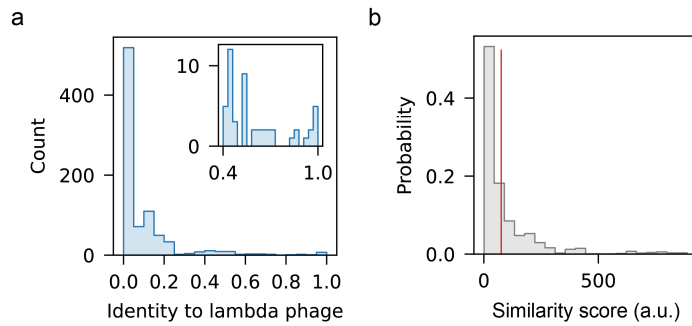 a
Count
400
200
0
0.0 0.2 0.4 0.6 0.8 1.0
Identity to lambda phage
10
0
0.4 1.0
b
Probability
0.4
0.2
0.0
0 500
Similarity score (a.u.)